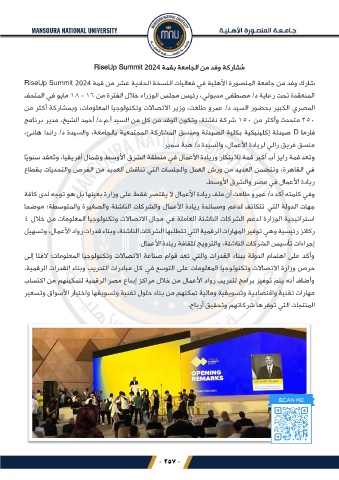 MANSOURA NATIONAL UNIVERSITY
جـامـعـة المنصورة الأهـلـيـة
مُشاركة وفد من الجامعة بقمة RiseUp Summit 2024
شارك وفد من جامعة المنصورة الأهلية في فعاليات النسخة الحادية عشر من قمة RiseUp Summit 2024
المنعقدة تحت رعاية د/ مصطفى مدبولي، رئيس مجلس الوزراء خلال الفترة من ١٦ - ١٨ مايو في المتحف
المصري الكبير بحضور السيد د/ عمرو طلعت، وزير الاتصالات وتكنولوجيا المعلومات، وبمشاركة أكثر من
٢٥٠ متحدث وأكثر من ١٥٠ شركة ناشئة. وتكون الوفد من كل من السيد أ.م.د/ أحمد الشيخ، مدير برنامج
فارما D صيدلة إكلينيكية بكلية الصيدلة ومنسق المشاركة المجتمعية بالجامعة، والسيدة د/ راندا هانئ،
منسق فريق رالي لريادة الأعمال، والسيدة د/ هبة سمير.
وتعد قمة رايز أب أكبر قمة للابتكار وريادة الأعمال في منطقة الشرق الأوسط وشمال أفريقيا، وتُعقد سنويًا
في القاهرة، وتتضمن العديد من ورش العمل والجلسات التي تناقش العديد من الفرص والتحديات بقطاع
ريادة الأعمال في مصر والشرق الأوسط.
وفي كلمته أكد د/ عمرو طلعت أن ملف ريادة الأعمال لا يقتصر فقط على وزارة بعينها بل هو توجه لدى كافة
جهات الدولة التي تتكاتف لدعم ومساندة ريادة الأعمال والشركات الناشئة والصغيرة والمتوسطة؛ موضحا
استراتيجية الوزارة لدعم الشركات الناشئة العاملة في مجال الاتصالات وتكنولوجيا المعلومات من خلال ٤
ركائز رئيسية وهي توفير المهارات الرقمية التي تتطلبها الشركات الناشئة، وبناء قدرات رواد الأعمال، وتسهيل
إجراءات تأسيس الشركات الناشئة، والترويج لثقافة ريادة الأعمال.
وأكد على اهتمام الدولة ببناء القدرات والتي تعد قوام صناعة الاتصالات وتكنولوجيا المعلومات؛ لافتا إلى
حرص وزارة الاتصالات وتكنولوجيا المعلومات على التوسع في كل مبادرات التدريب وبناء القدرات الرقمية،
وأضاف أنه يتم توفير برامج لتدريب رواد الأعمال من خلال مراكز إبداع مصر الرقمية لتمكينهم من اكتساب
مهارات تقنية واقتصادية وتسويقية ومالية تمكنهم من بناء حلول تقنية وتسويقها واختيار الأسواق وتسعير
المنتجات التي توفرها شركاتهم وتحقيق أرباح.
OPENING
REMARKS
SCAN ME
- ٢٥٧ -